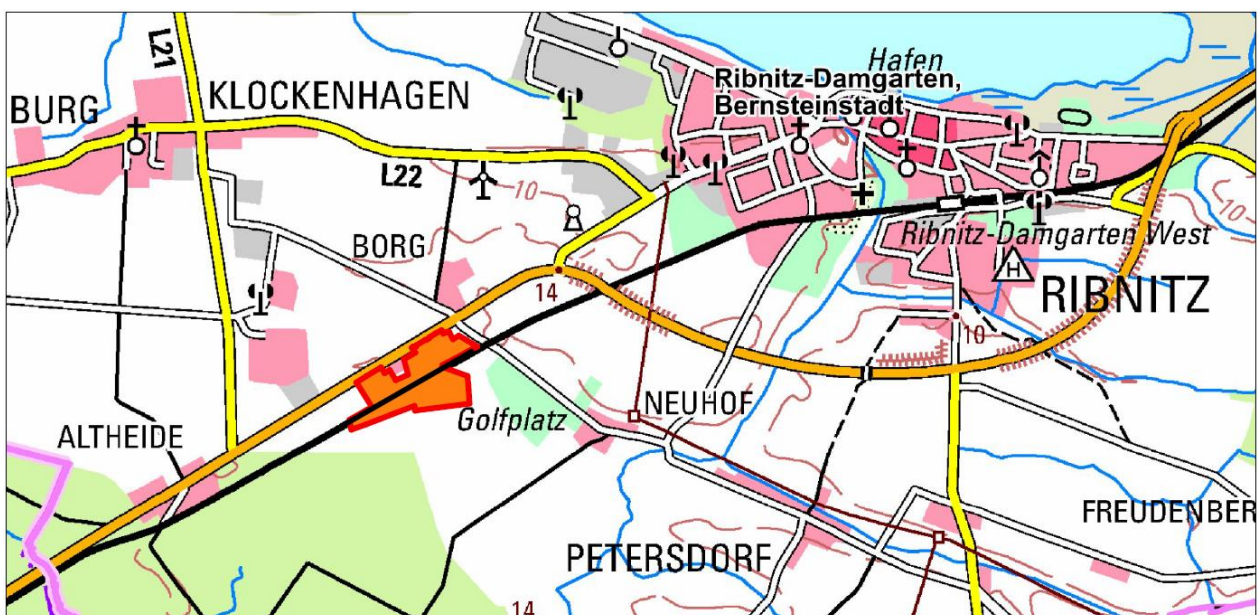 L21
Hafen
Ribnitz-Damgarten,
Bernsteinstadt
BURG
KLOCKENHAGEN
L22
10
10
BORG
Ribnitz-Damgarten West
H
14
RIBNITZ
10
NEUHOF
Golfplatz
ALTHEIDE
FREUDENBER
PETERSDORF
14